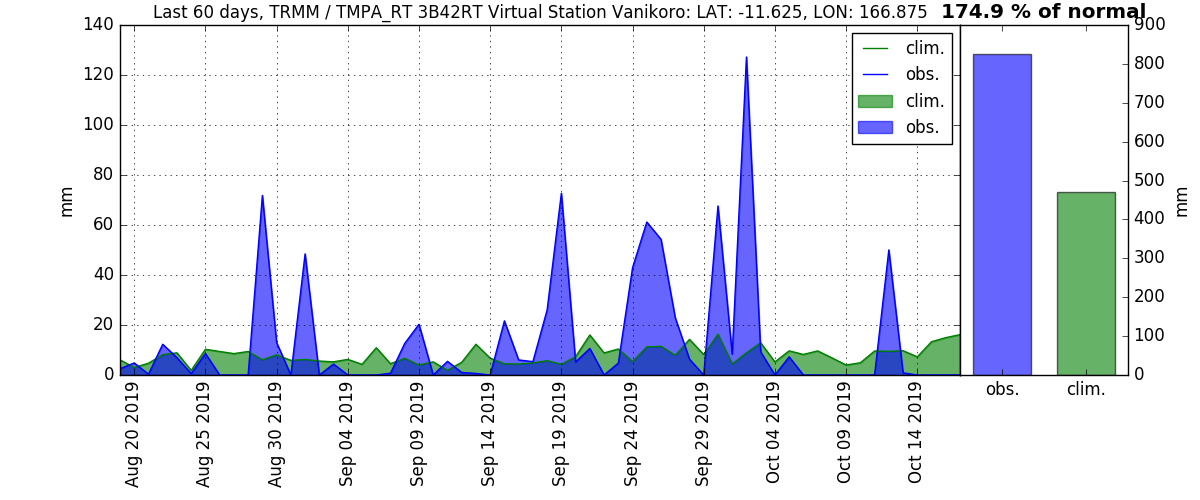 Last 60 days, TRMM / TMPA_RT 3B42RT Virtual Station Vanikoro: LAT: -11.625, LON: 166.875 174.9 % of normal
140
120
100
80
60
40
20
0
mm
clim.
obs.
clim.
obs.
Aug 20 2019
Aug 25 2019
Aug 30 2019
Sep 04 2019
Sep 09 2019
Sep 14 2019
Sep 19 2019
Sep 24 2019
Sep 29 2019
Oct 04 2019
Oct 09 2019
Oct 14 2019
900
800
700
600
500
400
300
200
100
0
mm
obs. clim.